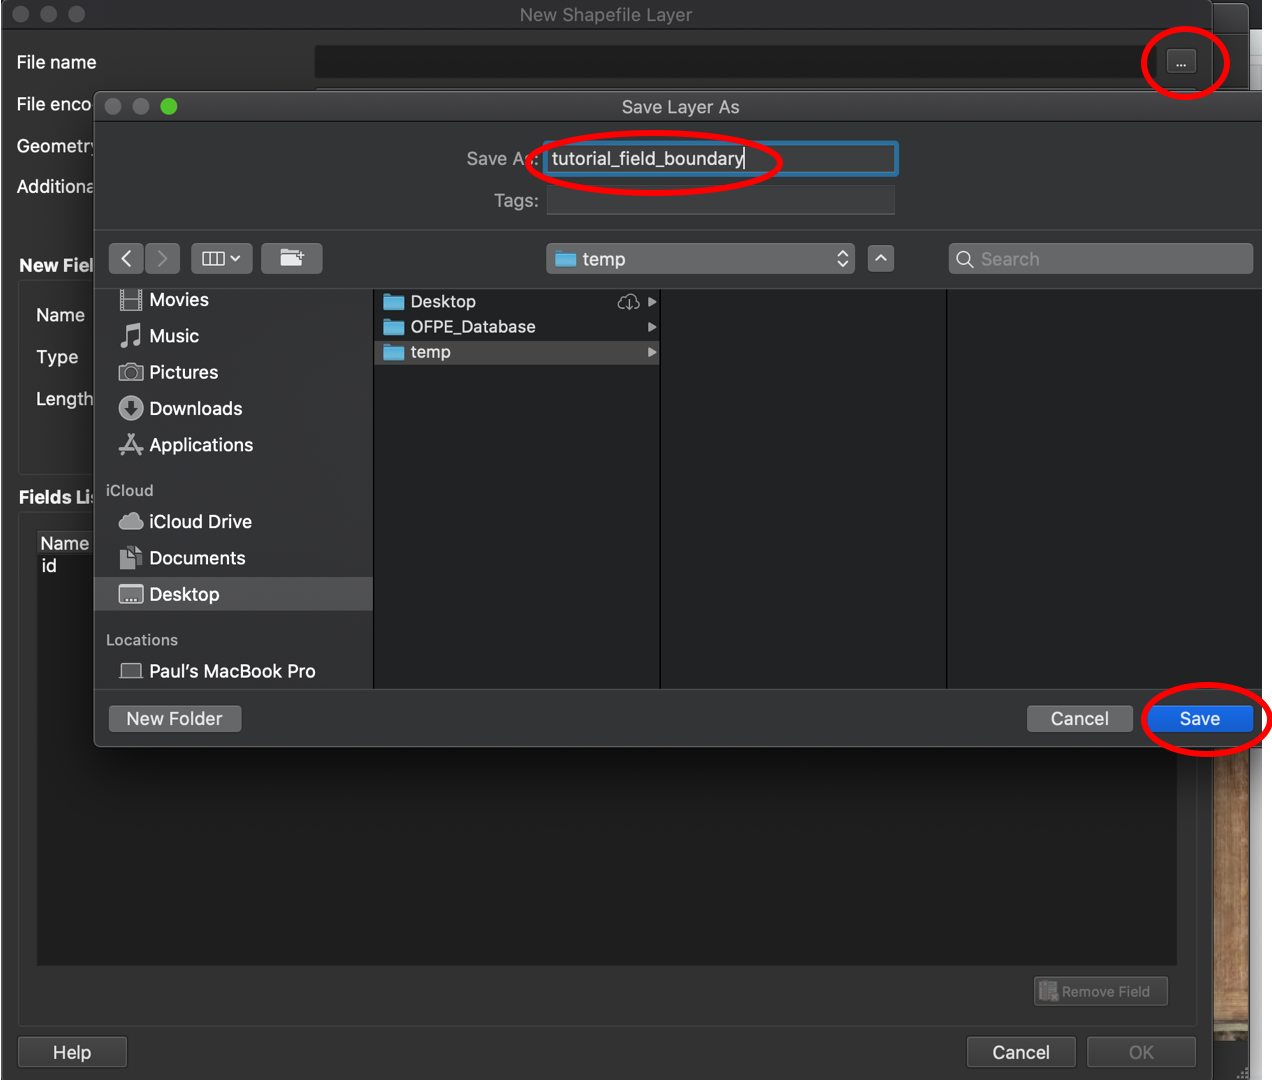 New Shapefile Layer
File name
...
File enco
Save Layer As
Geometry
Save As: tutorial_field_boundary
Additiona
Tags:
temp
Search
New Fiel
Movies
Desktop
Name
OFPE_Database
Music
Type
temp
Pictures
Length
Downloads
Applications
iCloud
Fields Lis
iCloud Drive
Name
Documents
id
Desktop
Locations
Paul's MacBook Pro
New Folder
Cancel
Save
Remove Field
Help
Cancel
OK